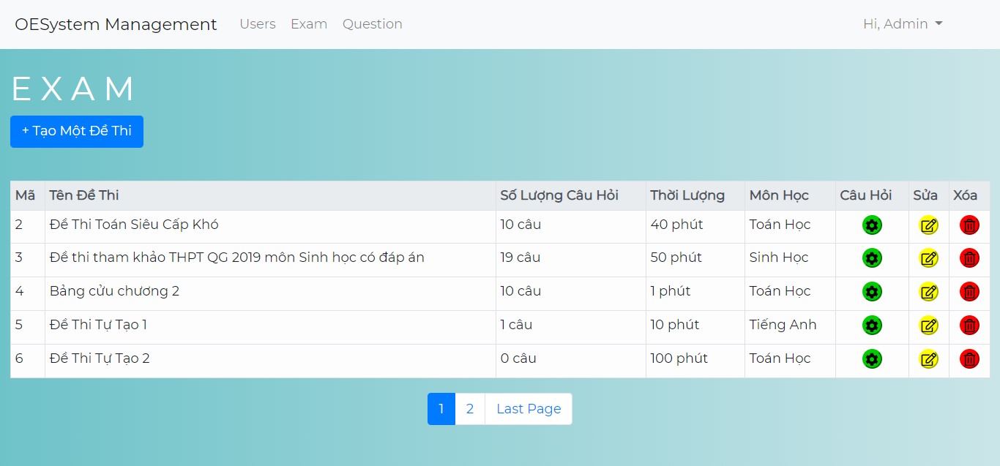 OESystem Management Users Exam Question Hi, Admin
EXAM
+ Tạo Một Đề Thi
Mã Tên Đề Thi Số Lượng Câu Hỏi Thời Lượng Môn Học Câu Hỏi Sửa Xóa
2 Đề Thi Toán Siêu Cấp Khó 10 câu 40 phút Toán Học
3 Đề thi tham khảo THPT QG 2019 môn Sinh học có đáp án 19 câu 50 phút Sinh Học
4 Bảng cửu chương 2 10 câu 1 phút Toán Học
5 Đề Thi Tự Tạo 1 1 câu 10 phút Tiếng Anh
6 Đề Thi Tự Tạo 2 0 câu 100 phút Toán Học
1 2 Last Page